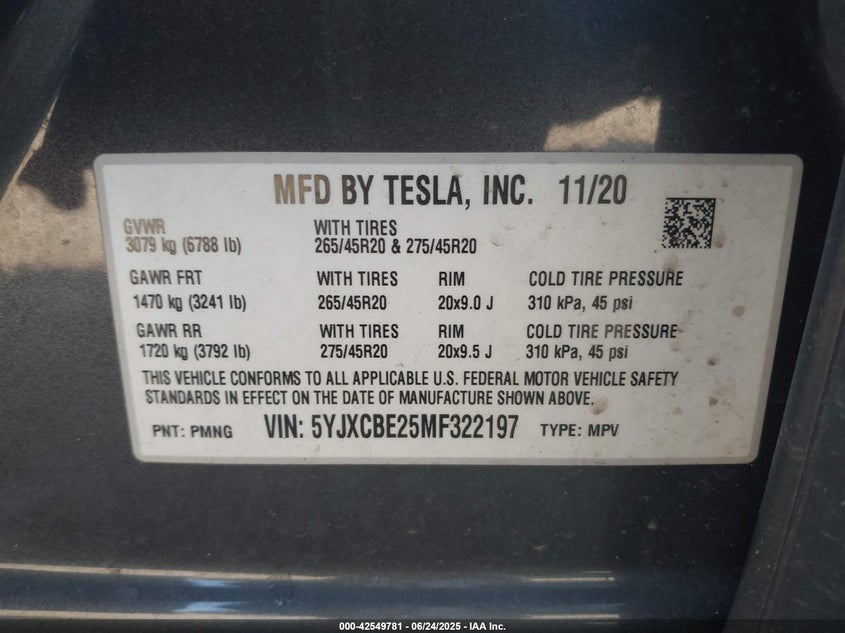 MFD BY TESLA, INC. 11/20
GVWR WITH TIRES
3079 kg (6788 lb) 265/45R20 & 275/45R20
GAWR FRT WITH TIRES RIM COLD TIRE PRESSURE
1470 kg (3241 lb) 265/45R20 20x9.0 J 310 kPa, 45 psi
GAWR RR WITH TIRES RIM COLD TIRE PRESSURE
1720 kg (3792 lb) 275/45R20 20x9.5 J 310 kPa, 45 psi
THIS VEHICLE CONFORMS TO ALL APPLICABLE U.S. FEDERAL MOTOR VEHICLE SAFETY
STANDARDS IN EFFECT ON THE DATE OF MANUFACTURE SHOWN ABOVE.
PNT: PMNG VIN: 5YJXCBE25MF322197 TYPE: MPV
000-42549781 - 06/24/2025 - IAA Inc.